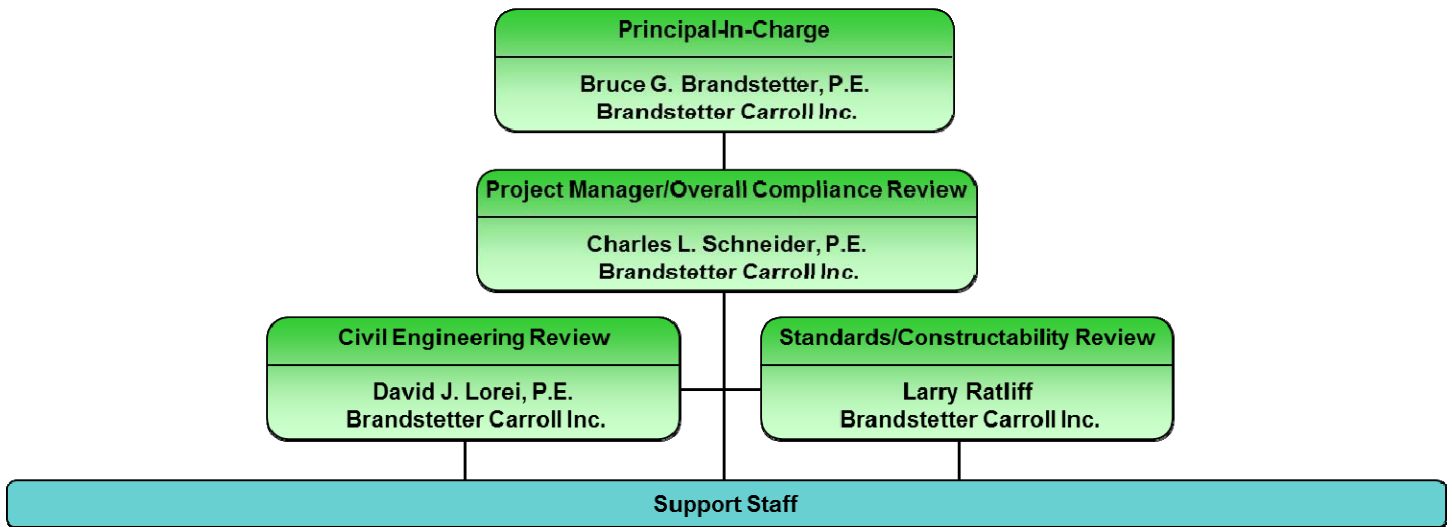 Principal-In-Charge
Bruce G. Brandstetter, P.E.
Brandstetter Carroll Inc.
Project Manager/Overall Compliance Review
Charles L. Schneider, P.E.
Brandstetter Carroll Inc.
Civil Engineering Review
David J. Lorei, P.E.
Brandstetter Carroll Inc.
Standards/Constructability Review
Larry Ratliff
Brandstetter Carroll Inc.
Support Staff